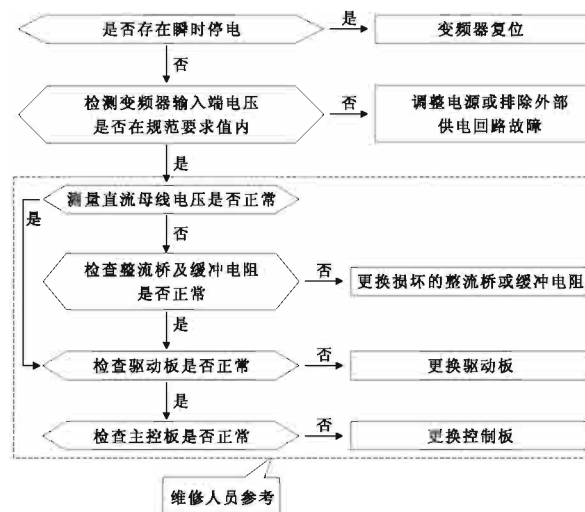 是否存在瞬时停电
是
变频器复位
否
检测变频器输入端电压
是否在规范要求值内
否
调整电源或排除外部
供电回路故障
是
测量直流母线电压是否正常
是
否
检查整流桥及缓冲电阻
是否正常
否
更换损坏的整流桥或缓冲电阻
是
检查驱动板是否正常
否
更换驱动板
是
检查主控板是否正常
否
更换控制板
维修人员参考